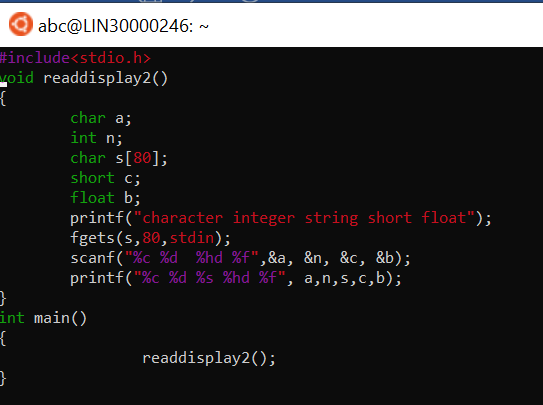 abc@LIN30000246: ~
#include<stdio.h>
void readdisplay2()
{
        char a;
        int n;
        char s[80];
        short c;
        float b;
        printf("character integer string short float");
        fgets(s,80,stdin);
        scanf("%c %d  %hd %f",&a, &n, &c, &b);
        printf("%c %d %s %hd %f", a,n,s,c,b);
}
int main()
{
                readdisplay2();
}